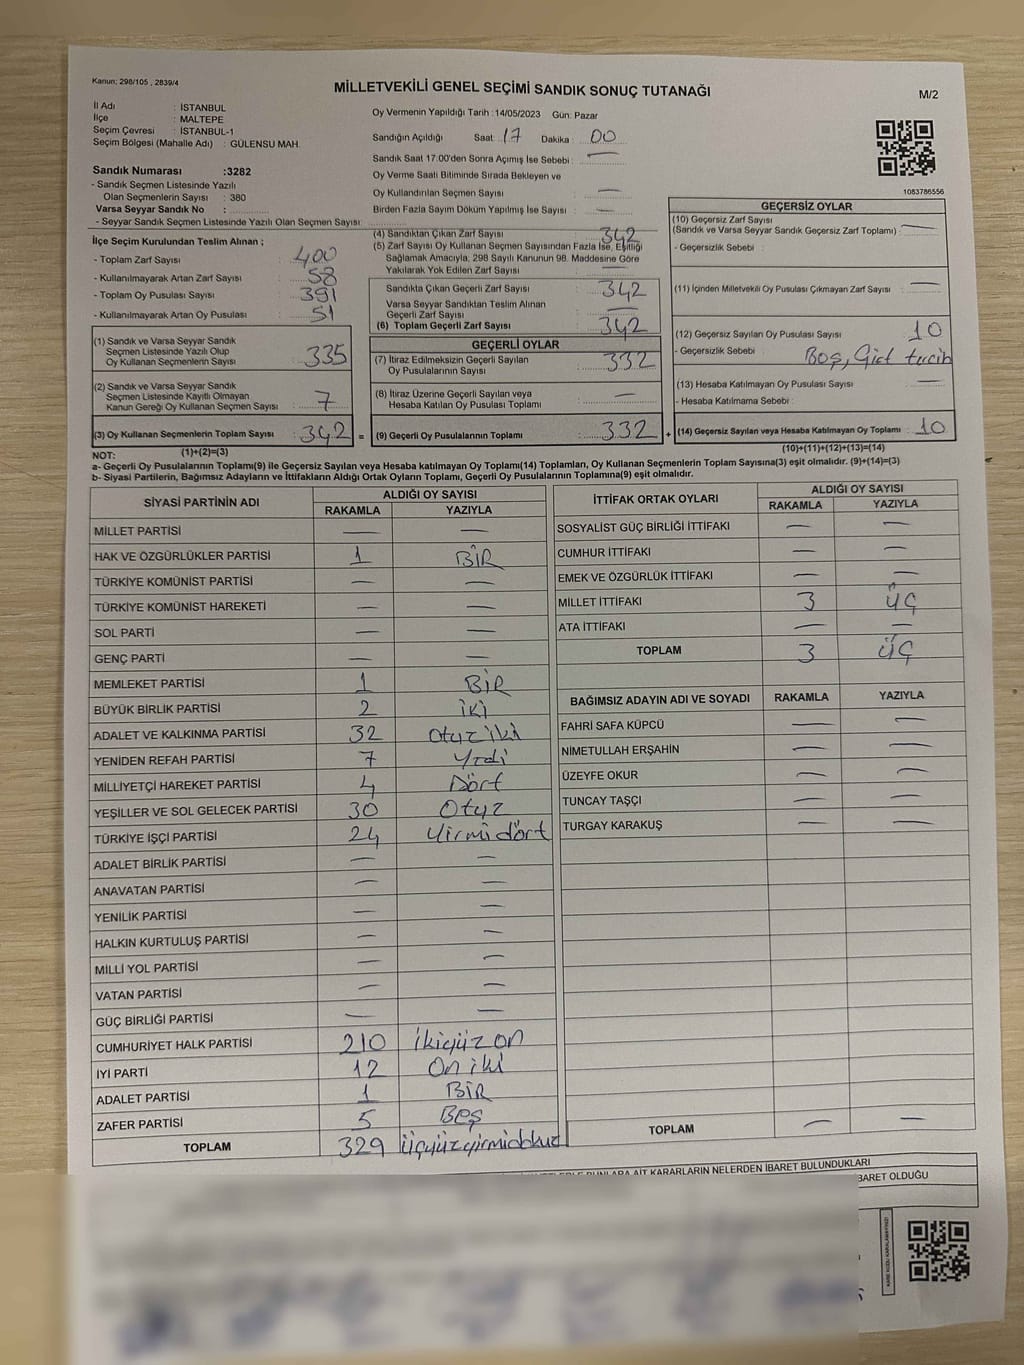 Kanun: 298/105 , 2839/4
MİLLETVEKİLİ GENEL SEÇİMİ SANDIK SONUÇ TUTANAĞI
M/2
İl Adı : İSTANBUL
İlçe : MALTEPE
Seçim Çevresi : İSTANBUL-1
Seçim Bölgesi (Mahalle Adı) : GÜLENSU MAH.
Sandık Numarası :3282
- Sandık Seçmen Listesinde Yazılı
Olan Seçmenlerin Sayısı : 380
Varsa Seyyar Sandık No :
- Seyyar Sandık Seçmen Listesinde Yazılı Olan Seçmen Sayısı:
Oy Vermenin Yapıldığı Tarih :14/05/2023 Gün: Pazar
Sandığın Açıldığı Saat : 17 Dakika : 00
Sandık Saat 17.00'den Sonra Açımış İse Sebebi : —
Oy Verme Saati Bitiminde Sırada Bekleyen ve
Oy Kullandırılan Seçmen Sayısı —
Birden Fazla Sayım Döküm Yapılmış İse Sayısı : —
1083786556
İlçe Seçim Kurulundan Teslim Alınan ;
- Toplam Zarf Sayısı : 400
- Kullanılmayarak Artan Zarf Sayısı : 58
- Toplam Oy Pusulası Sayısı : 391
- Kullanılmayarak Artan Oy Pusulası : 51
(4) Sandıktan Çıkan Zarf Sayısı : 342
(5) Zarf Sayısı Oy Kullanan Seçmen Sayısından Fazla İse, Eşitliği
Sağlamak Amacıyla, 298 Sayılı Kanunun 98. Maddesine Göre
Yakılarak Yok Edilen Zarf Sayısı : —
Sandıkta Çıkan Geçerli Zarf Sayısı : 342
Varsa Seyyar Sandıktan Teslim Alınan
Geçerli Zarf Sayısı : —
(6) Toplam Geçerli Zarf Sayısı : 342
GEÇERSİZ OYLAR
(10) Geçersiz Zarf Sayısı
(Sandık ve Varsa Seyyar Sandık Geçersiz Zarf Toplamı) : —
- Geçersizlik Sebebi :
(11) İçinden Milletvekili Oy Pusulası Çıkmayan Zarf Sayısı : —
(12) Geçersiz Sayılan Oy Pusulası Sayısı : 10
- Geçersizlik Sebebi : Boş,
(13) Hesaba Katılmayan Oy Pusulası Sayısı : —
- Hesaba Katılmama Sebebi :
(14) Geçersiz Sayılan veya Hesaba Katılmayan Oy Toplamı : 10
(10)+(11)+(12)+(13)=(14)
(1) Sandık ve Varsa Seyyar Sandık
Seçmen Listesinde Yazılı Olup
Oy Kullanan Seçmenlerin Sayısı : 335
(2) Sandık ve Varsa Seyyar Sandık
Seçmen Listesinde Kayıtlı Olmayan
Kanun Gereği Oy Kullanan Seçmen Sayısı : 7
(3) Oy Kullanan Seçmenlerin Toplam Sayısı : 342 =
(1)+(2)=(3)
GEÇERLİ OYLAR
(7) İtiraz Edilmeksizin Geçerli Sayılan
Oy Pusulalarının Sayısı : 332
(8) İtiraz Üzerine Geçerli Sayılan veya
Hesaba Katılan Oy Pusulası Toplamı : —
(9) Geçerli Oy Pusulalarının Toplamı : 332 +
NOT:
a- Geçerli Oy Pusulalarının Toplamı(9) ile Geçersiz Sayılan veya Hesaba katılmayan Oy Toplamı(14) Toplamları, Oy Kullanan Seçmenlerin Toplam Sayısına(3) eşit olmalıdır. (9)+(14)=(3)
b- Siyasi Partilerin, Bağımsız Adayların ve İttifakların Aldığı Ortak Oyların Toplamı, Geçerli Oy Pusulalarının Toplamına(9) eşit olmalıdır.
SİYASİ PARTİNİN ADI ALDIĞI OY SAYISI
RAKAMLA YAZIYLA
MİLLET PARTİSİ — —
HAK VE ÖZGÜRLÜKLER PARTİSİ 1 BİR
TÜRKİYE KOMÜNİST PARTİSİ — —
TÜRKİYE KOMÜNİST HAREKETİ — —
SOL PARTİ — —
GENÇ PARTİ — —
MEMLEKET PARTİSİ 1 BİR
BÜYÜK BİRLİK PARTİSİ 2 iki
ADALET VE KALKINMA PARTİSİ 32 Otuz iki
YENİDEN REFAH PARTİSİ 7 Yedi
MİLLİYETÇİ HAREKET PARTİSİ 4 Dört
YEŞİLLER VE SOL GELECEK PARTİSİ 30 Otuz
TÜRKİYE İŞÇİ PARTİSİ 24 Yirmi dört
ADALET BİRLİK PARTİSİ — —
ANAVATAN PARTİSİ — —
YENİLİK PARTİSİ — —
HALKIN KURTULUŞ PARTİSİ — —
MİLLİ YOL PARTİSİ — —
VATAN PARTİSİ — —
GÜÇ BİRLİĞİ PARTİSİ — —
CUMHURİYET HALK PARTİSİ 210 ikiyüz on
İYİ PARTİ 12 On iki
ADALET PARTİSİ 1 BİR
ZAFER PARTİSİ 5 Beş
TOPLAM 329 üçyüzyirmidokuz
İTTİFAK ORTAK OYLARI ALDIĞI OY SAYISI
RAKAMLA YAZIYLA
SOSYALİST GÜÇ BİRLİĞİ İTTİFAKI — —
CUMHUR İTTİFAKI — —
EMEK VE ÖZGÜRLÜK İTTİFAKI — —
MİLLET İTTİFAKI 3 üç
ATA İTTİFAKI — —
TOPLAM 3 üç
BAĞIMSIZ ADAYIN ADI VE SOYADI RAKAMLA YAZIYLA
FAHRİ SAFA KÜPCÜ — —
NİMETULLAH ERŞAHİN — —
ÜZEYFE OKUR — —
TUNCAY TAŞÇI — —
TURGAY KARAKUŞ — —
TOPLAM — —
KARARLARIN NELERDEN İBARET BULUNDUKLARI
İBARET OLDUĞU